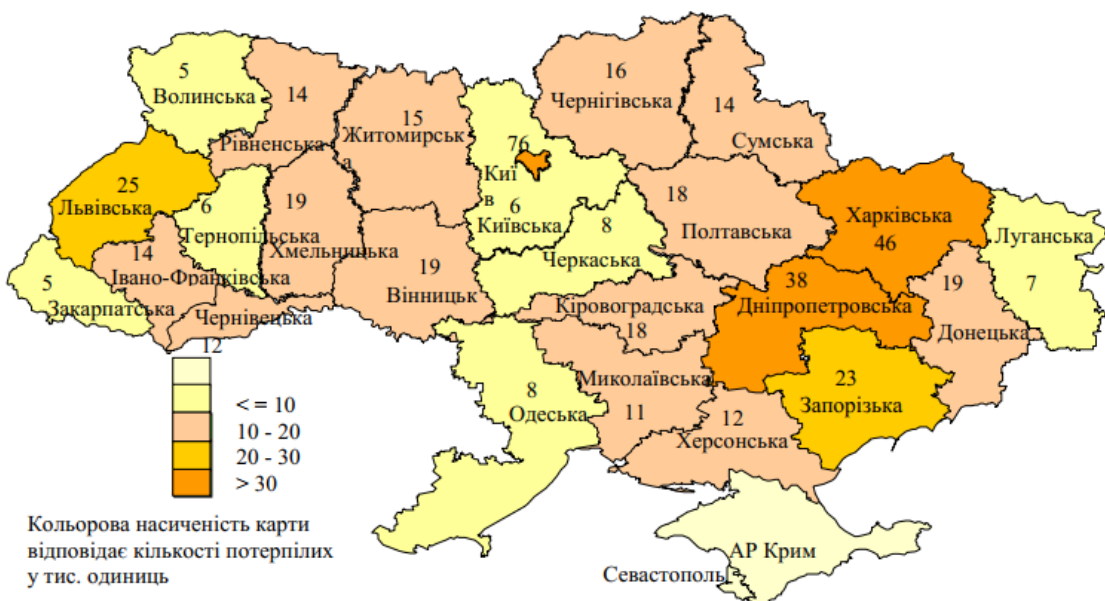 5
Волинська
14
Рівненська
15
Житомирськ
а
76
Киї
в
6
Київська
16
Чернігівська
14
Сумська
25
Львівська
6
Тернопільська
19
Хмельницька
18
Полтавська
Харківська
46
Луганська
7
8
Черкаська
5
Закарпатська
14
Івано-Франківська
Чернівецька
12
19
Вінницьк
Кіровоградська
18
38
Дніпропетровська
19
Донецька
8
Одеська
Миколаївська
11
12
Херсонська
23
Запорізька
АР Крим
Севастополь
< = 10
10 - 20
20 - 30
> 30
Кольорова насиченість карти
відповідає кількості потерпілих
у тис. одиниць